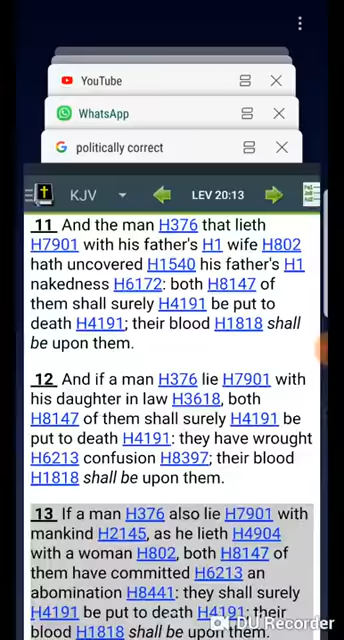 YouTube
WhatsApp
politically correct
KJV
LEV 20:13
11 And the man H376 that lieth
H7901 with his father's H1 wife H802
hath uncovered H1540 his father's H1
nakedness H6172: both H8147 of
them shall surely H4191 be put to
death H4191; their blood H1818 shall
be upon them.
12 And if a man H376 lie H7901 with
his daughter in law H3618, both
H8147 of them shall surely H4191 be
put to death H4191: they have wrought
H6213 confusion H8397; their blood
H1818 shall be upon them.
13 If a man H376 also lie H7901 with
mankind H2145, as he lieth H4904
with a woman H802, both H8147 of
them have committed H6213 an
abomination H8441: they shall surely
H4191 be put to death H4191; their
blood H1818 shall be upon them.
DU Recorder